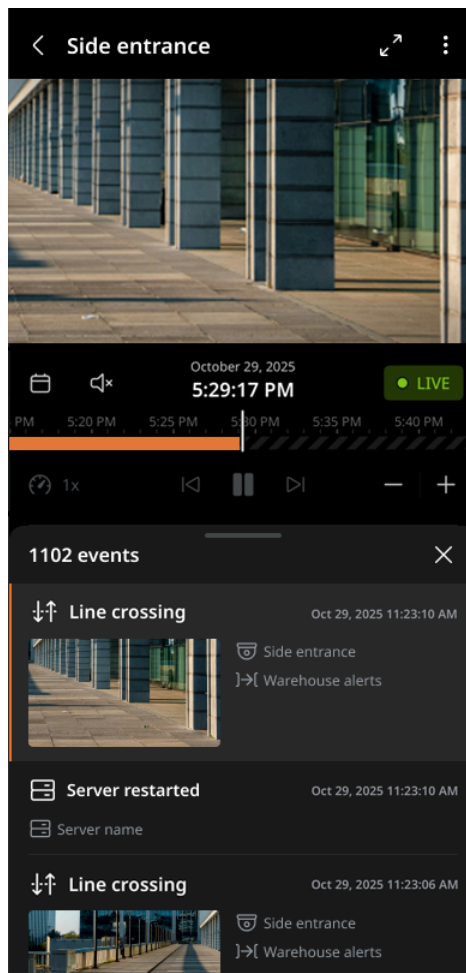 Side entrance
October 29, 2025
5:29:17 PM
LIVE
PM 5:20 PM 5:25 PM 5:30 PM 5:35 PM 5:40 PM
1x
1102 events
Line crossing Oct 29, 2025 11:23:10 AM
Side entrance
Warehouse alerts
Server restarted Oct 29, 2025 11:23:10 AM
Server name
Line crossing Oct 29, 2025 11:23:06 AM
Side entrance
Warehouse alerts